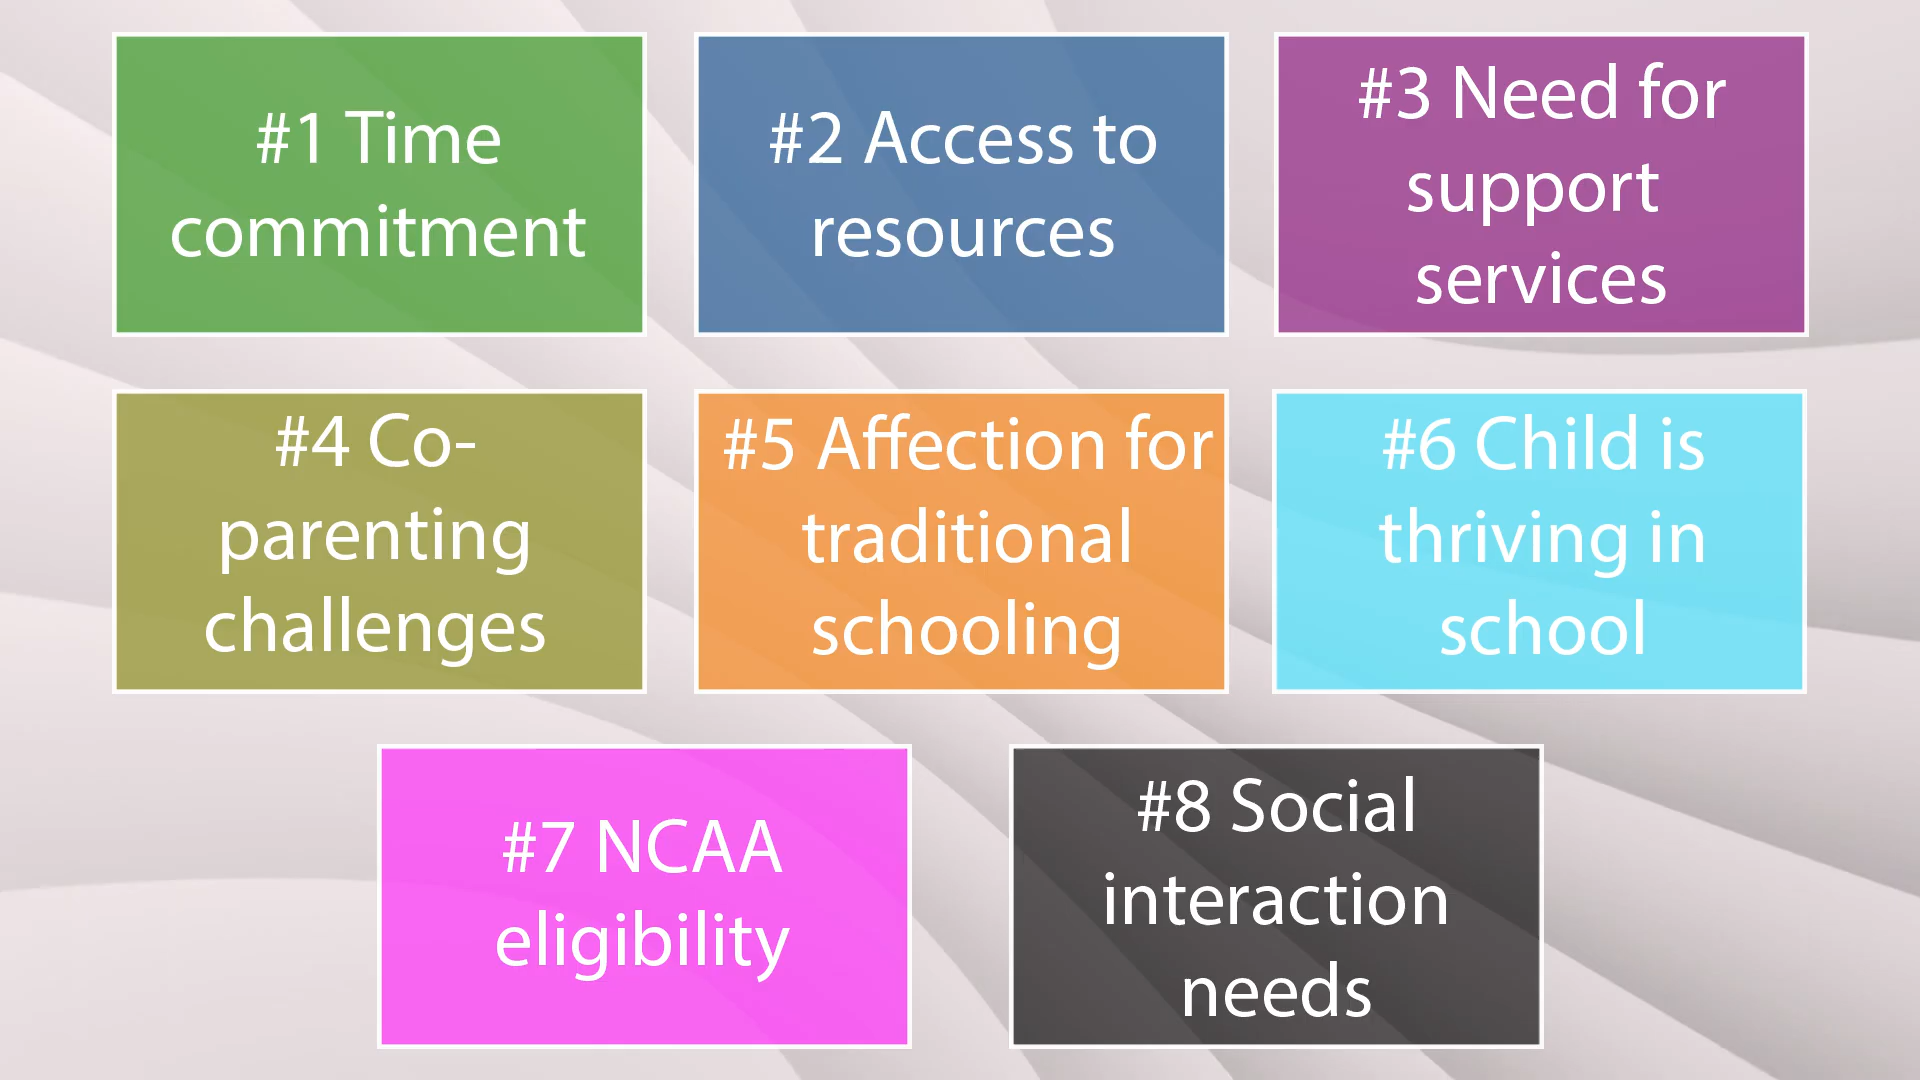 #1 Time
commitment
#2 Access to
resources
#3 Need for
support
services
#4 Co-
parenting
challenges
#5 Affection for
traditional
schooling
#6 Child is
thriving in
school
#7 NCAA
eligibility
#8 Social
interaction
needs